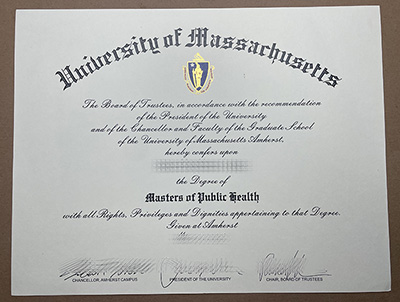 University of Massachusetts
The Board of Trustees, in accordance with the recommendation
of the President of the University
and of the Chancellor and Faculty of the Graduate School
of the University of Massachusetts Amherst,
hereby confers upon
the Degree of
Masters of Public Health
with all Rights, Privileges and Dignities appertaining to that Degree.
Given at Amherst
CHANCELLOR, AMHERST CAMPUS PRESIDENT OF THE UNIVERSITY CHAIR, BOARD OF TRUSTEES